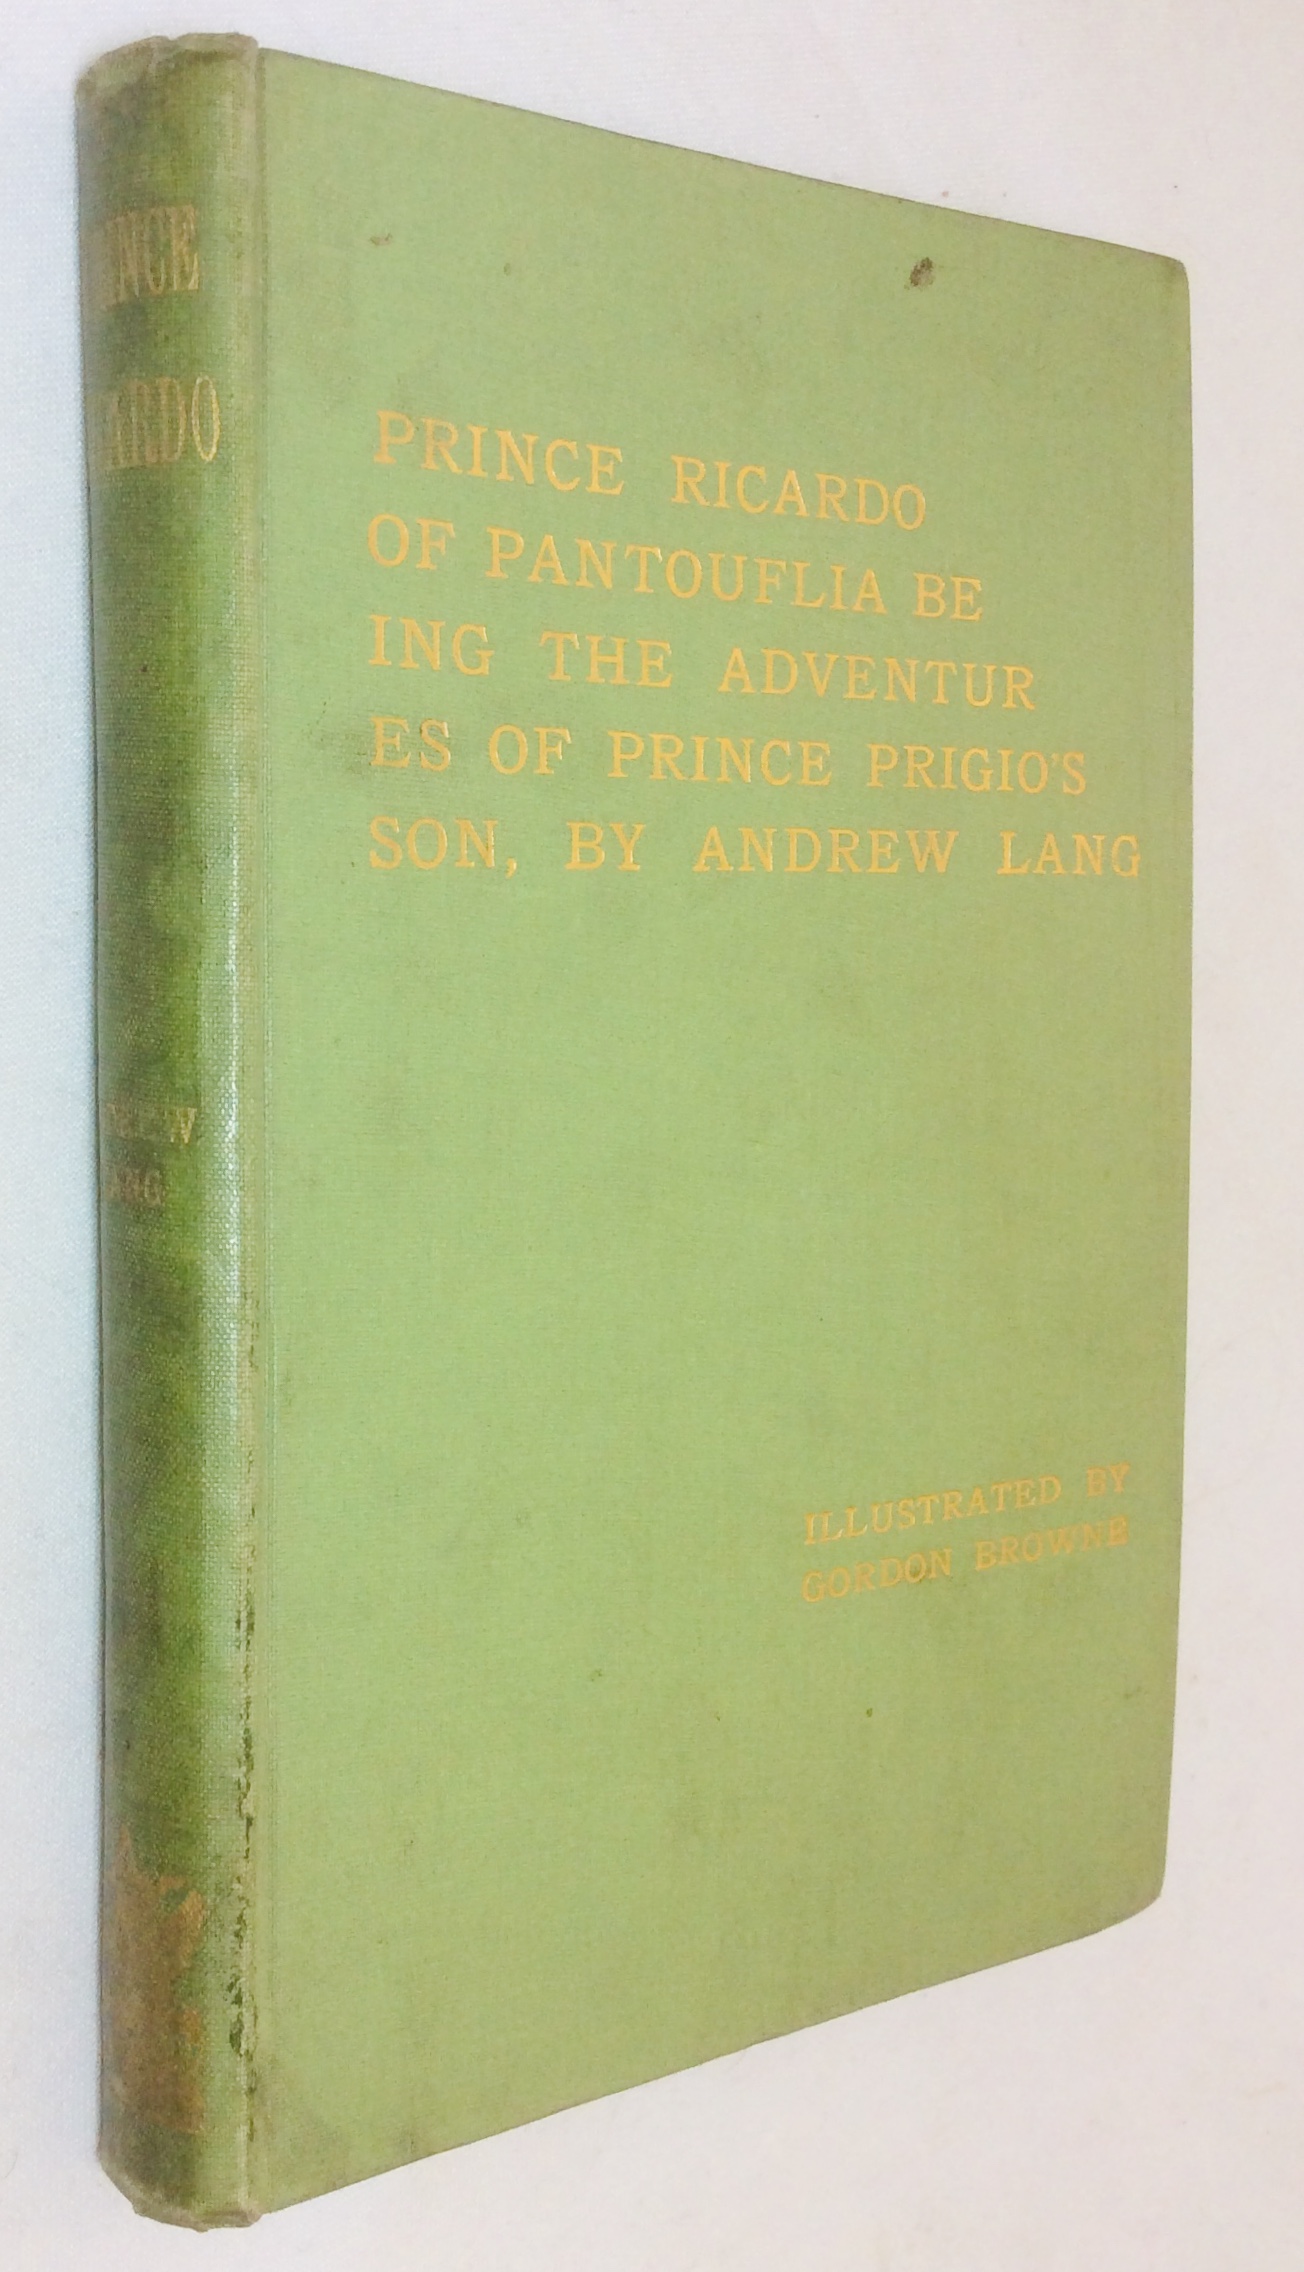 PRINCE RICARDO
OF PANTOUFLIA BE
ING THE ADVENTUR
ES OF PRINCE PRIGIO'S
SON, BY ANDREW LANG
ILLUSTRATED BY
GORDON BROWNE